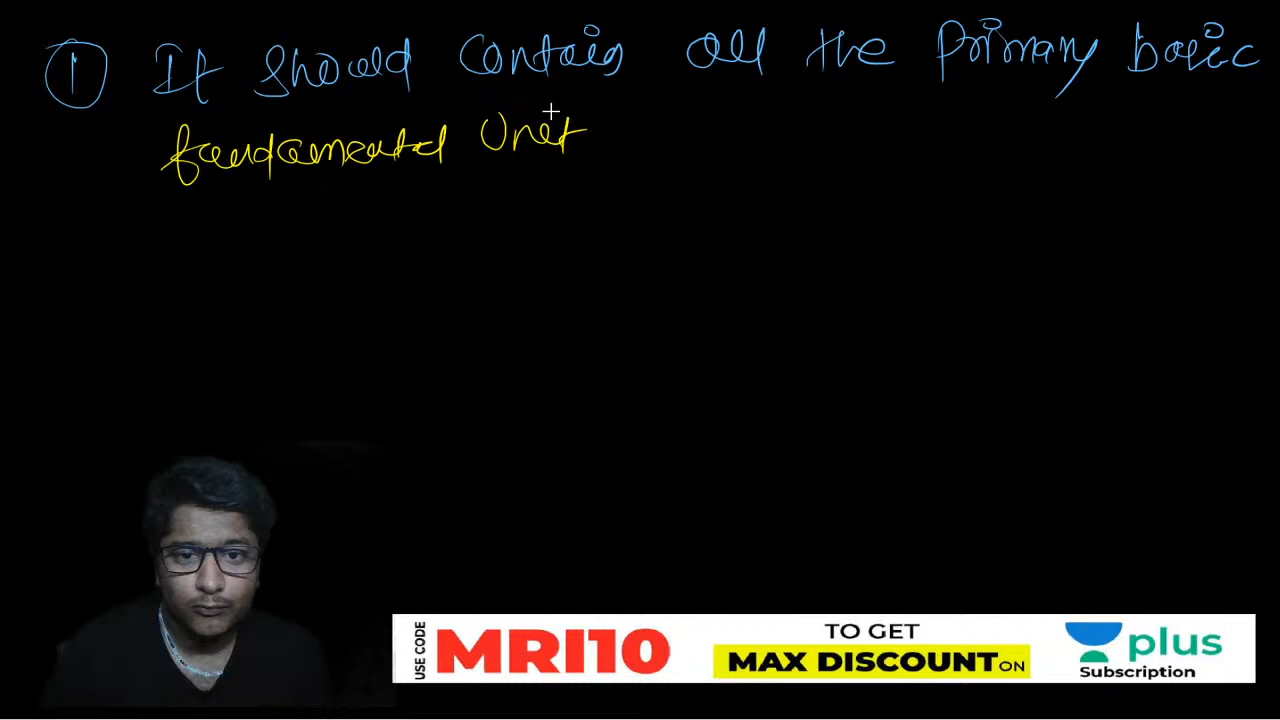 ① It should contain all the primary basic
fundamental Unit
USE CODE
MRI10
TO GET
MAX DISCOUNT ON
plus
Subscription